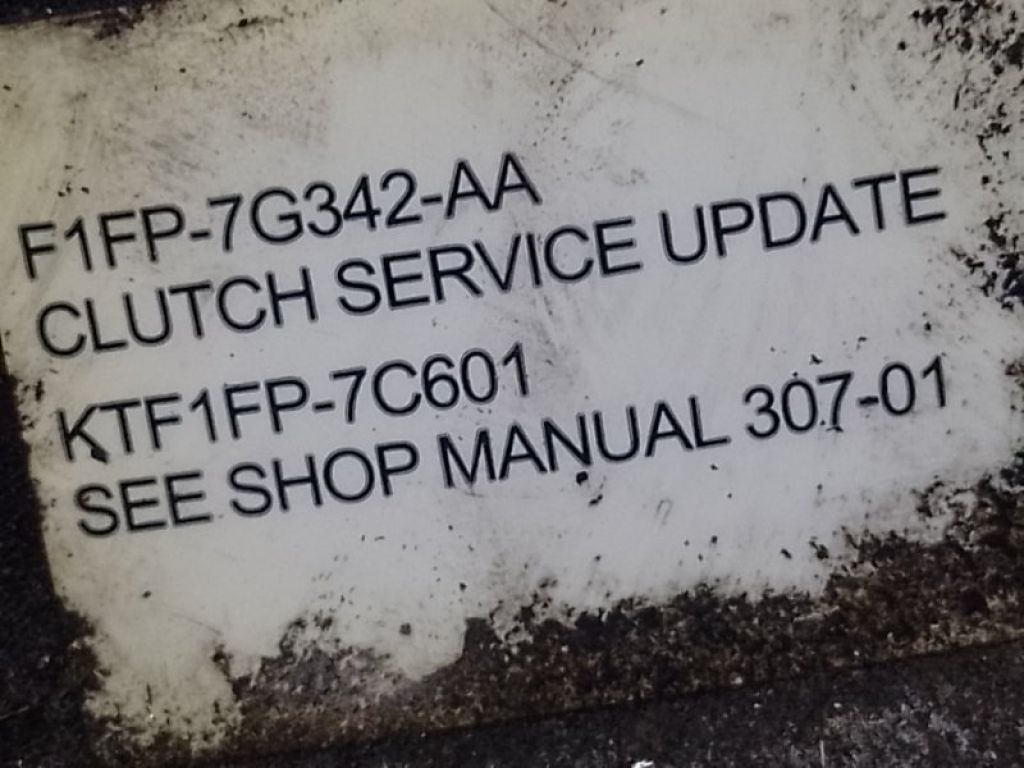 F1FP-7G342-AA
CLUTCH SERVICE UPDATE
KTF1FP-7C601
SEE SHOP MANUAL 307-01